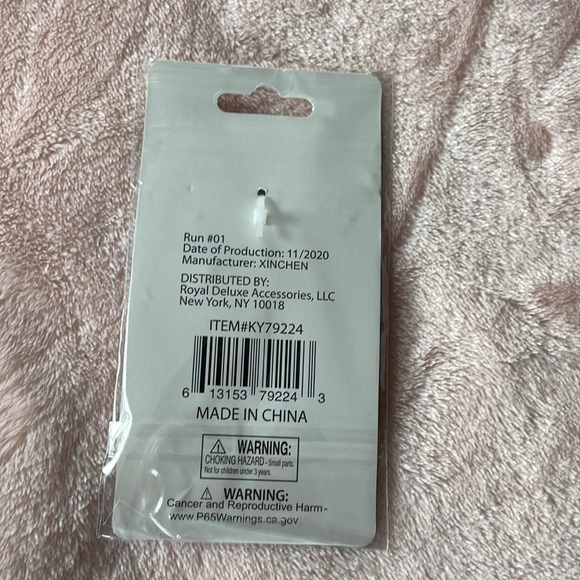 Run #01
Date of Production: 11/2020
Manufacturer: XINCHEN
DISTRIBUTED BY:
Royal Deluxe Accessories, LLC
New York, NY 10018
ITEM#KY79224
6 13153 79224 3
MADE IN CHINA
WARNING:
CHOKING HAZARD - Small parts.
Not for children under 3 years.
WARNING:
Cancer and Reproductive Harm-
www.P65Warnings.ca.gov